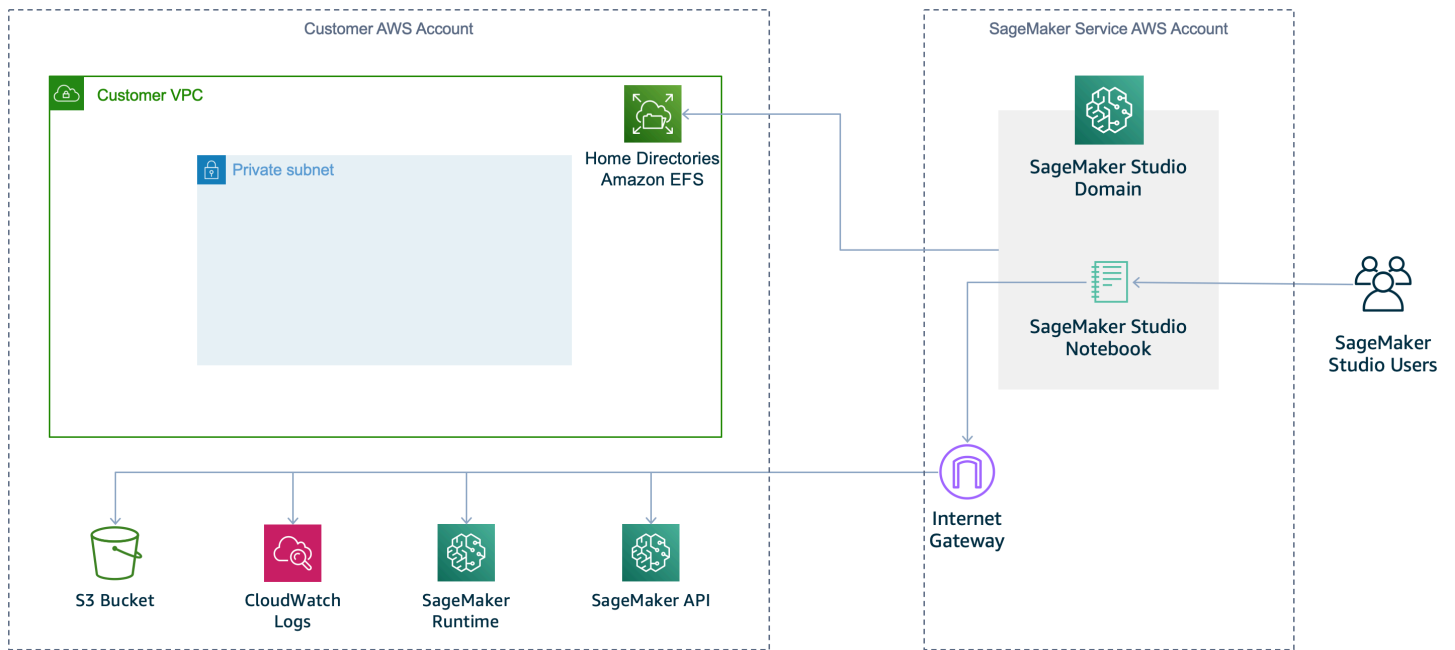 Customer AWS Account
SageMaker Service AWS Account
Customer VPC
Home Directories
Amazon EFS
Private subnet
SageMaker Studio
Domain
SageMaker Studio
Notebook
SageMaker
Studio Users
Internet
Gateway
S3 Bucket
CloudWatch
Logs
SageMaker
Runtime
SageMaker API